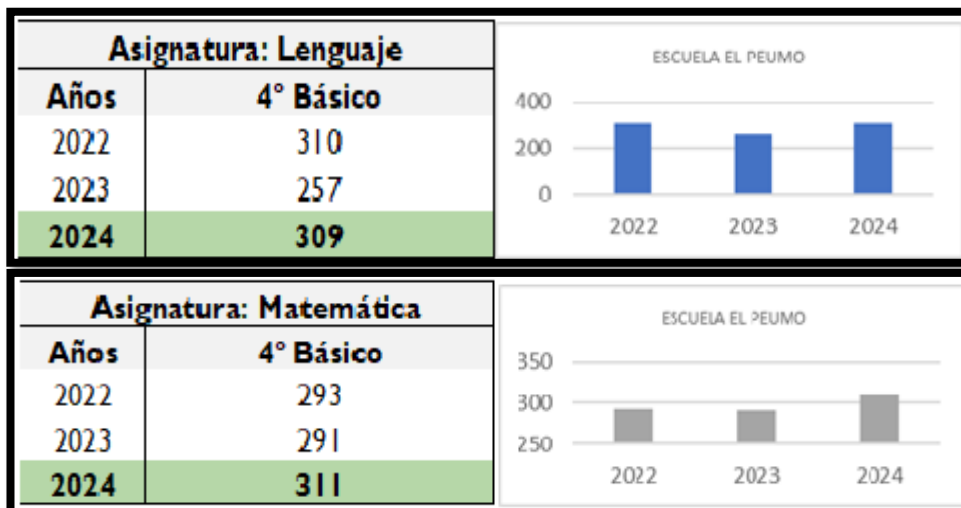 Asignatura: Lenguaje
Años 4° Básico
2022 310
2023 257
2024 309
ESCUELA EL PEUMO
400
200
0
2022 2023 2024
Asignatura: Matemática
Años 4° Básico
2022 293
2023 291
2024 311
ESCUELA EL PEUMO
350
300
250
2022 2023 2024